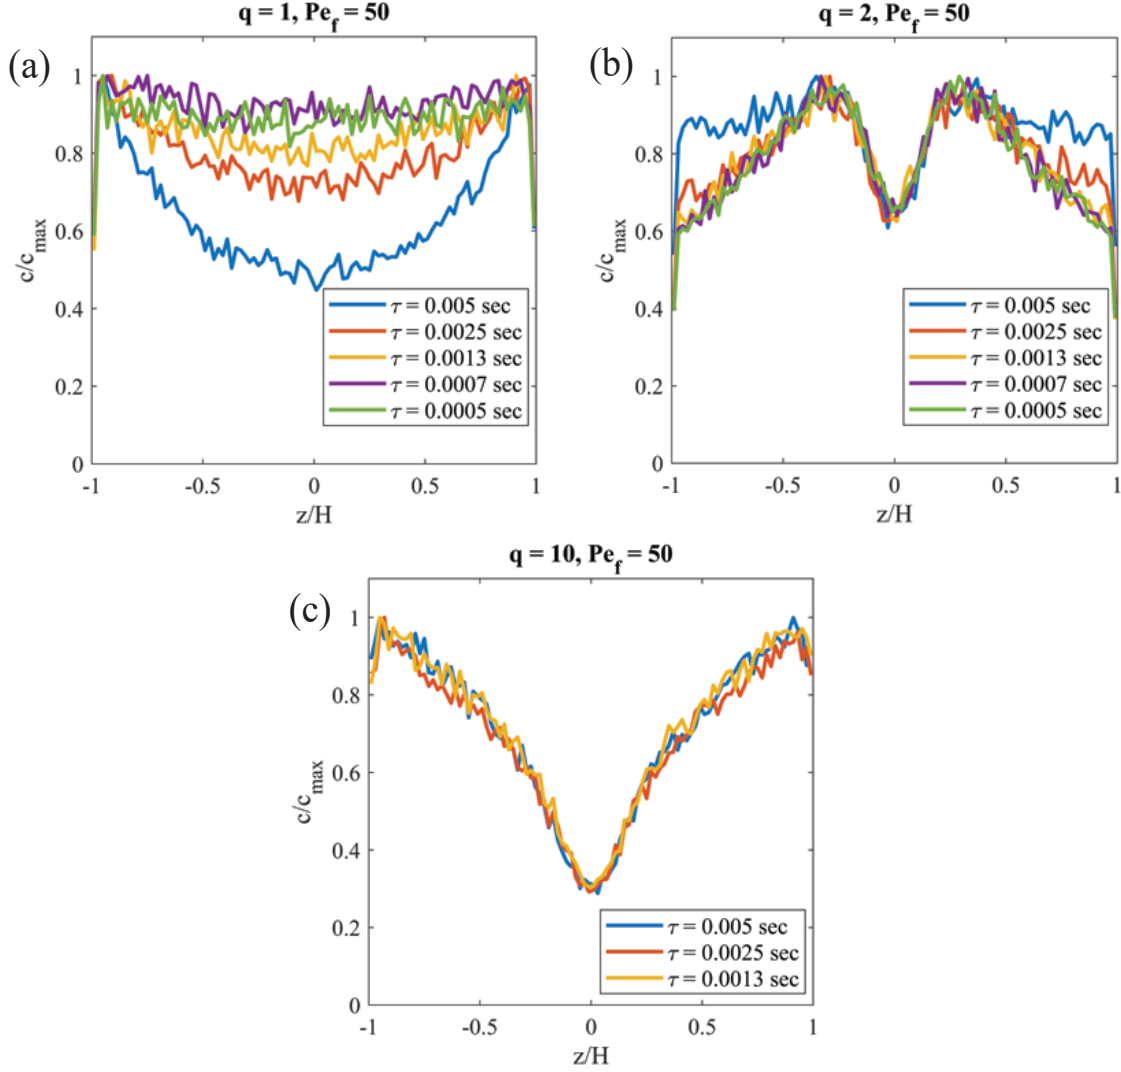 (a)
q = 1, Pe_f = 50
c/c_max
1
0.8
0.6
0.4
0.2
0
-1
-0.5
0
0.5
1
z/H
τ = 0.005 sec
τ = 0.0025 sec
τ = 0.0013 sec
τ = 0.0007 sec
τ = 0.0005 sec
(b)
q = 2, Pe_f = 50
c/c_max
1
0.8
0.6
0.4
0.2
0
-1
-0.5
0
0.5
1
z/H
τ = 0.005 sec
τ = 0.0025 sec
τ = 0.0013 sec
τ = 0.0007 sec
τ = 0.0005 sec
(c)
q = 10, Pe_f = 50
c/c_max
1
0.8
0.6
0.4
0.2
0
-1
-0.5
0
0.5
1
z/H
τ = 0.005 sec
τ = 0.0025 sec
τ = 0.0013 sec